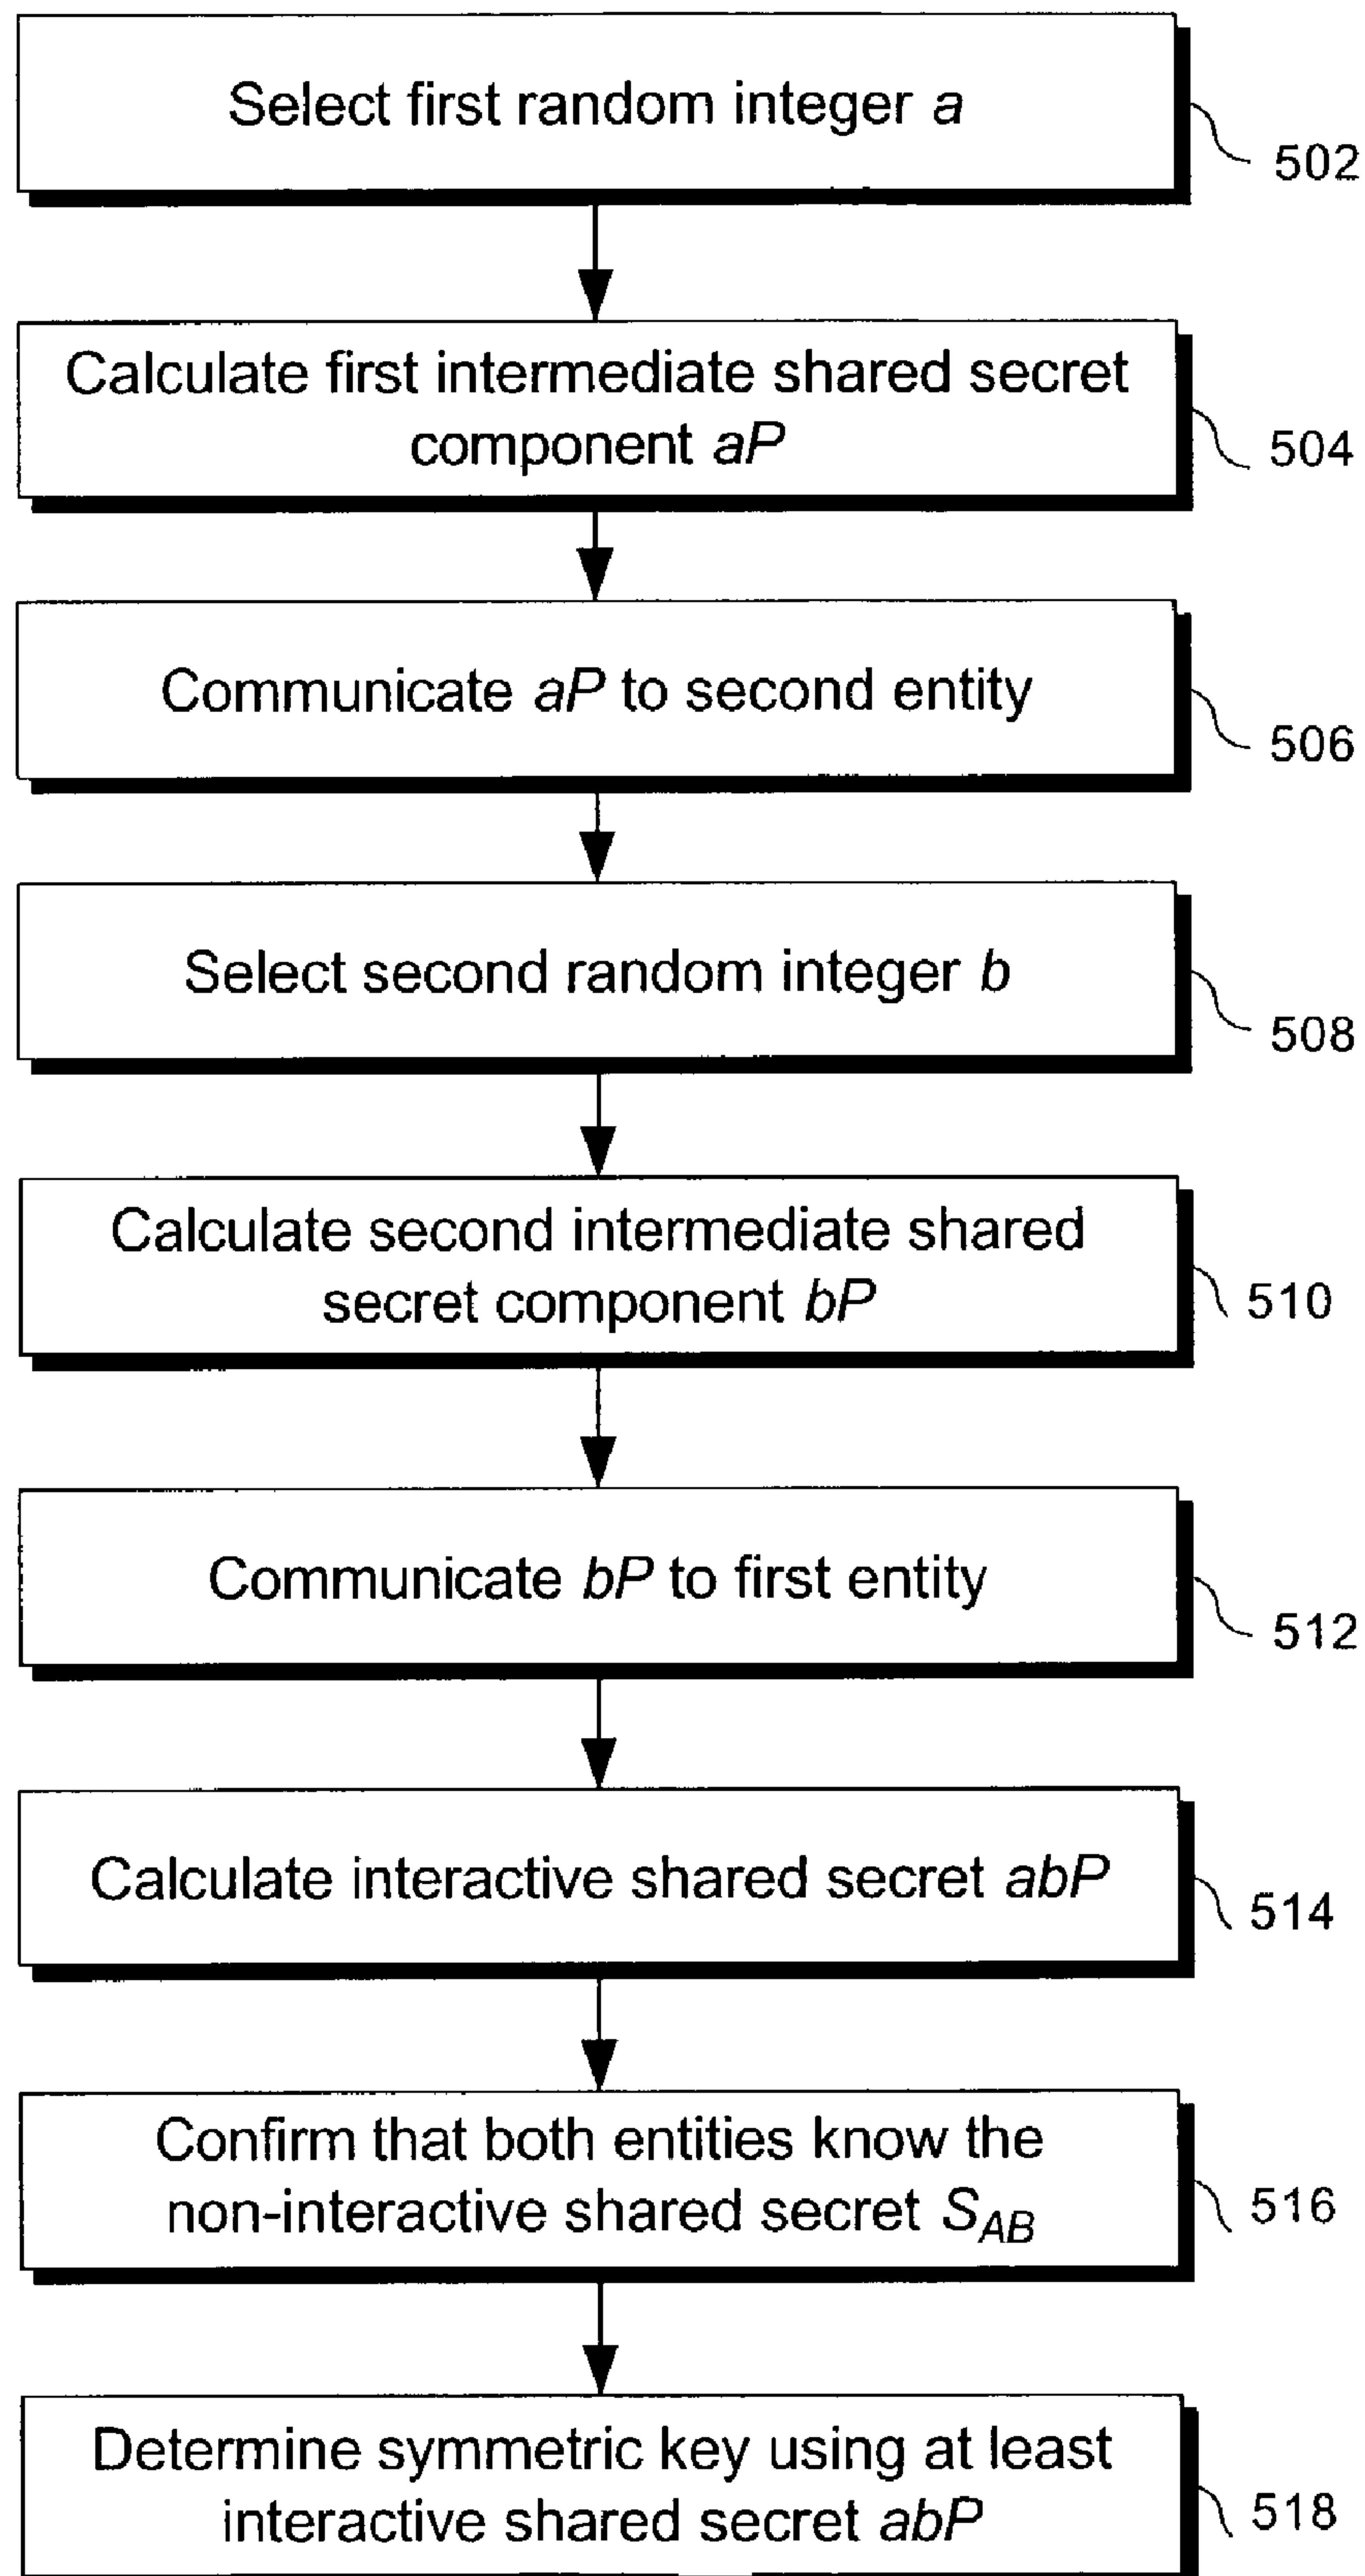 Select first random integer a
502
Calculate first intermediate shared secret
component aP
504
Communicate aP to second entity
506
Select second random integer b
508
Calculate second intermediate shared
secret component bP
510
Communicate bP to first entity
512
Calculate interactive shared secret abP
514
Confirm that both entities know the
non-interactive shared secret S_AB
516
Determine symmetric key using at least
interactive shared secret abP
518